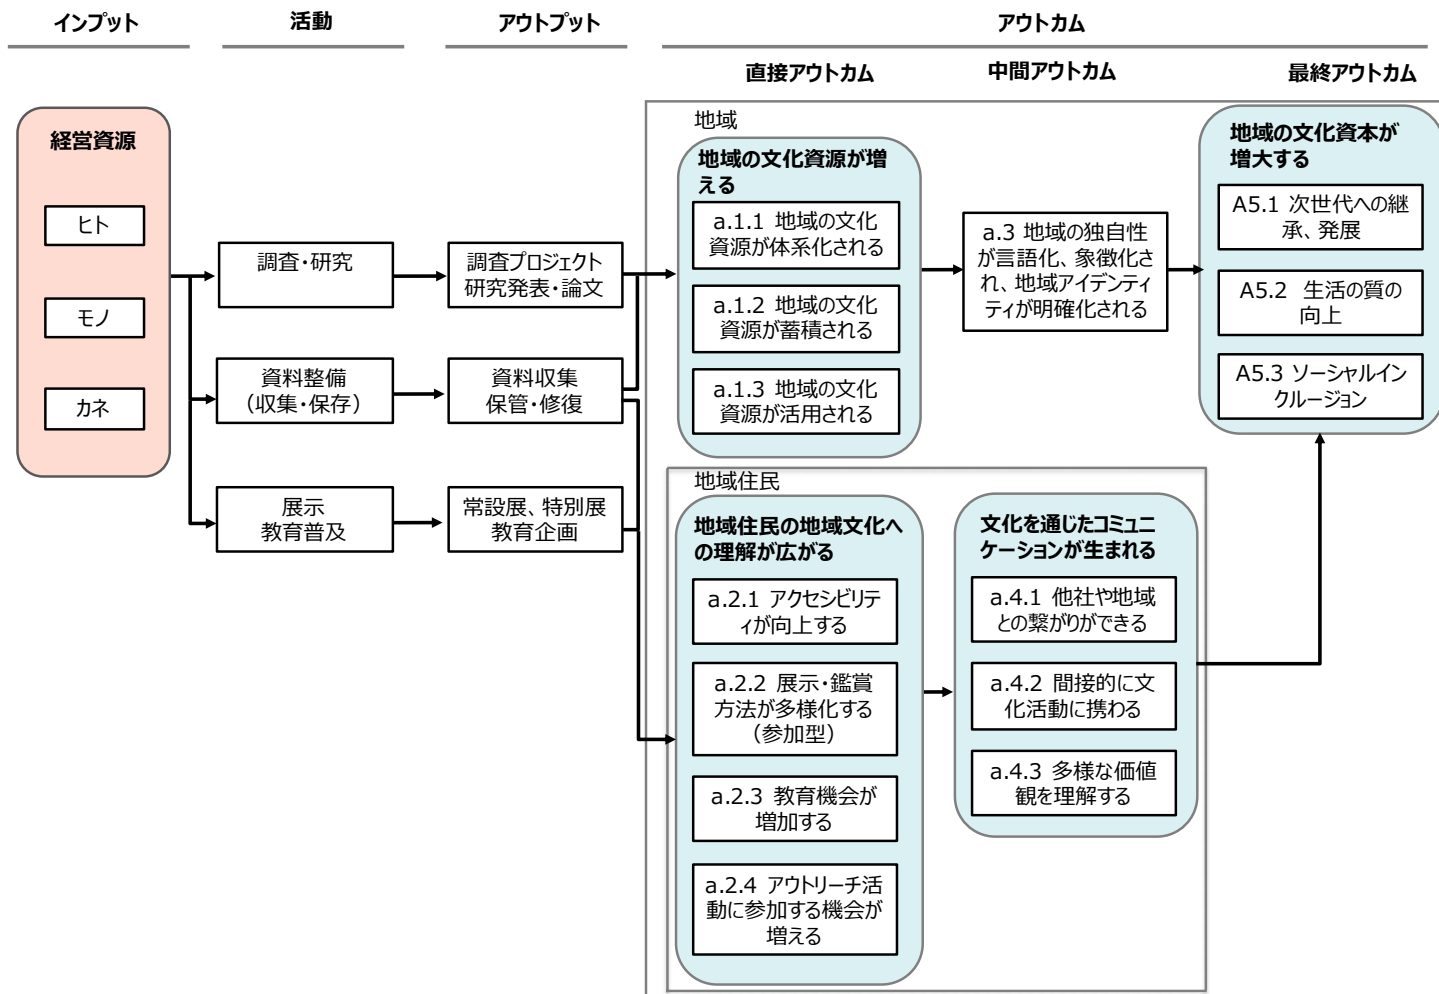 インプット
活動
アウトプット
アウトカム
直接アウトカム
中間アウトカム
最終アウトカム
経営資源
ヒト
モノ
カネ
調査・研究
資料整備
（収集・保存）
展示
教育普及
調査プロジェクト
研究発表・論文
資料収集
保管・修復
常設展、特別展
教育企画
地域
地域の文化資源が増
える
a.1.1 地域の文化
資源が体系化される
a.1.2 地域の文化
資源が蓄積される
a.1.3 地域の文化
資源が活用される
a.3 地域の独自性
が言語化、象徴化さ
れ、地域アイデンティ
ティが明確化される
地域の文化資本が
増大する
A5.1 次世代への継
承、発展
A5.2 生活の質の
向上
A5.3 ソーシャルイン
クルージョン
地域住民
地域住民の地域文化へ
の理解が広がる
a.2.1 アクセシビリテ
ィが向上する
a.2.2 展示・鑑賞
方法が多様化する
（参加型）
a.2.3 教育機会が
増加する
a.2.4 アウトリーチ活
動に参加する機会が
増える
文化を通じたコミュニ
ケーションが生まれる
a.4.1 他社や地域
との繋がりができる
a.4.2 間接的に文
化活動に携わる
a.4.3 多様な価値
観を理解する